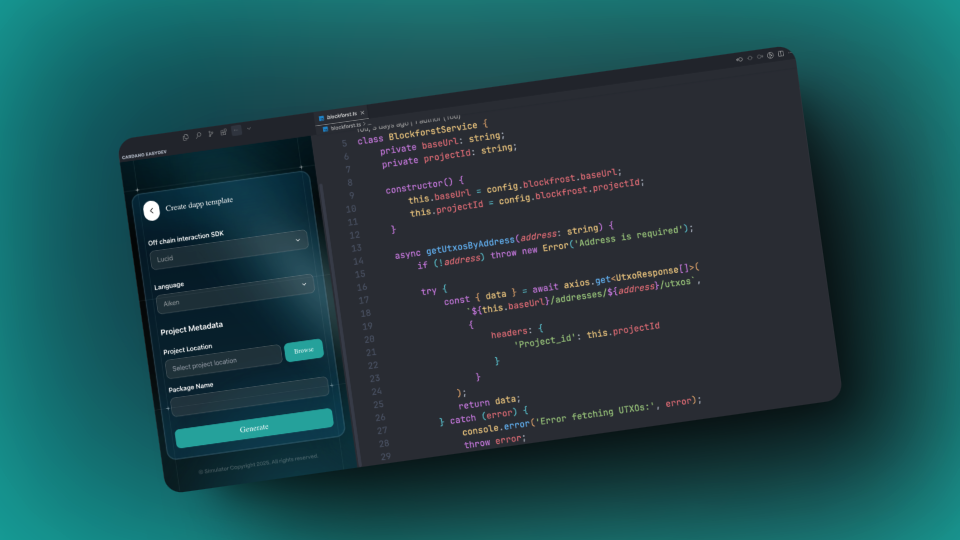 CARDANO EASYDEV
Create dapp template
Off chain interaction SDK
Lucid
Language
Aiken
Project Metadata
Project Location
Select project location
Browse
Package Name
Generate
© Simulator Copyright 2025. All rights reserved.
blockforst.ts
blockforst.ts > ...
You, 3 days ago | 1 author (You)
5 class BlockforstService {
6 private baseUrl: string;
7 private projectId: string;
8
9 constructor() {
10 this.baseUrl = config.blockfrost.baseUrl;
11 this.projectId = config.blockfrost.projectId;
12 }
13
14 async getUtxosByAddress(address: string) {
15 if (!address) throw new Error('Address is required');
16
17 try {
18 const { data } = await axios.get<UtxoResponse[]>(
19 `${this.baseUrl}/addresses/${address}/utxos`,
20 {
21 headers: {
22 'Project_id': this.projectId
23 }
24 }
25 );
26 return data;
27 } catch (error) {
28 console.error('Error fetching UTXOs:', error);
29 throw error;